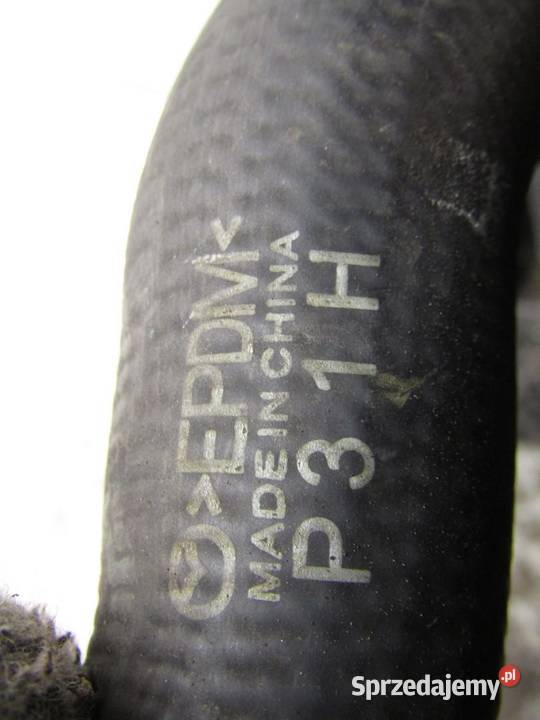 >EPDM<
MADE IN CHINA
P31H
Sprzedajemy.pl